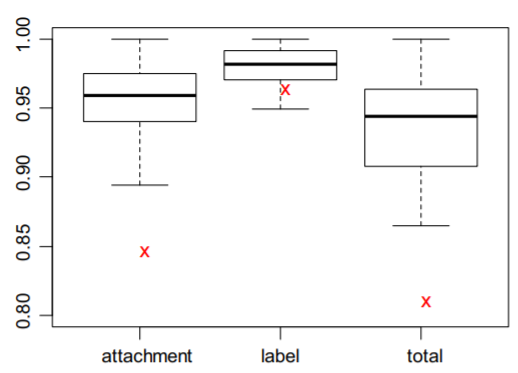 1.00
0.95
0.90
0.85
0.80
x
x
x
attachment label total